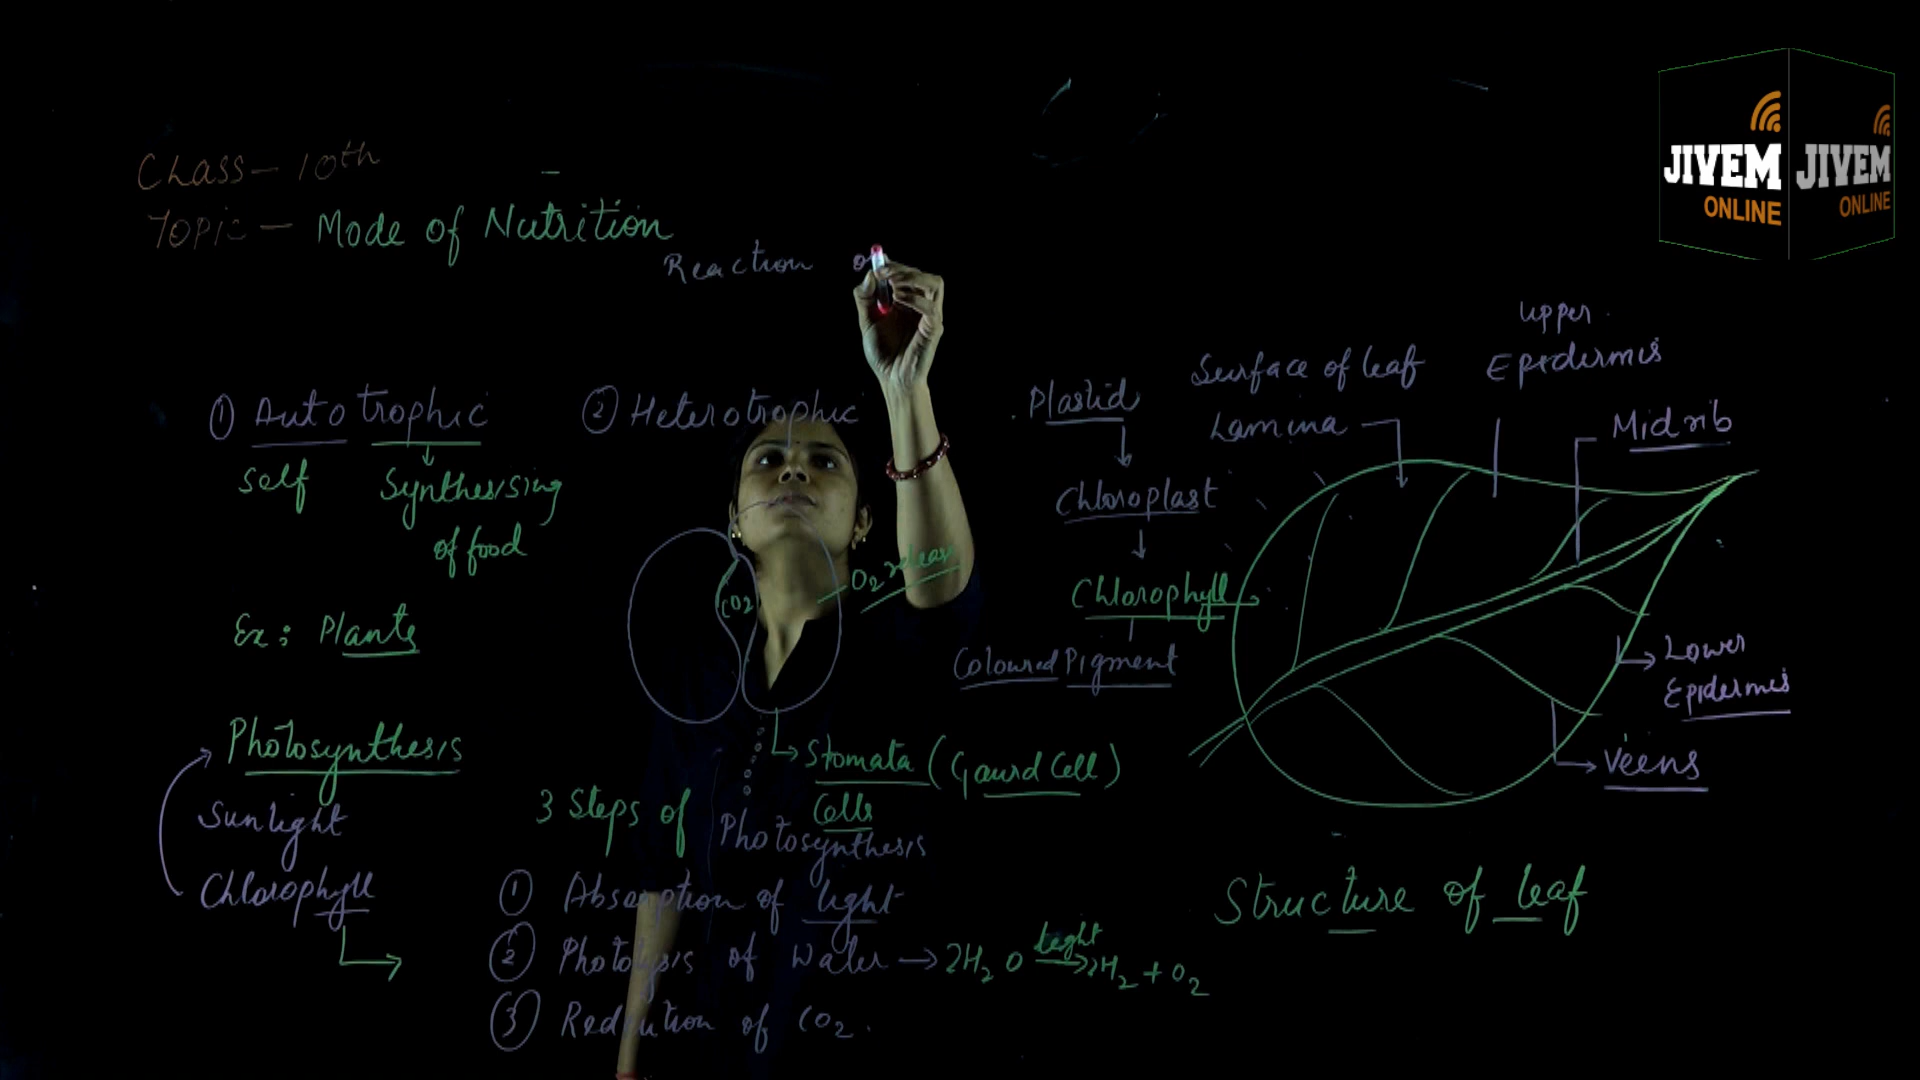 JIVEM JIVEM
ONLINE ONLINE
Class - 10th
Topic - Mode of Nutrition
Reaction of
① Autotrophic
Self
Synthesising
of food
Ex: Plants
② Heterotrophic
CO2
O2 release
Stomata (Gaurd Cell)
Cells
Photosynthesis
Sunlight
Chlorophyll
3 Steps of Photosynthesis
① Absorption of light
② Photolysis of Water → 2H2O light → 2H2 + O2
③ Reduction of CO2.
Plastid
Chloroplast
Chlorophyll
Coloured Pigment
Surface of leaf
Lamina
Upper
Epidermis
Midrib
Lower
Epidermis
Veens
Structure of leaf